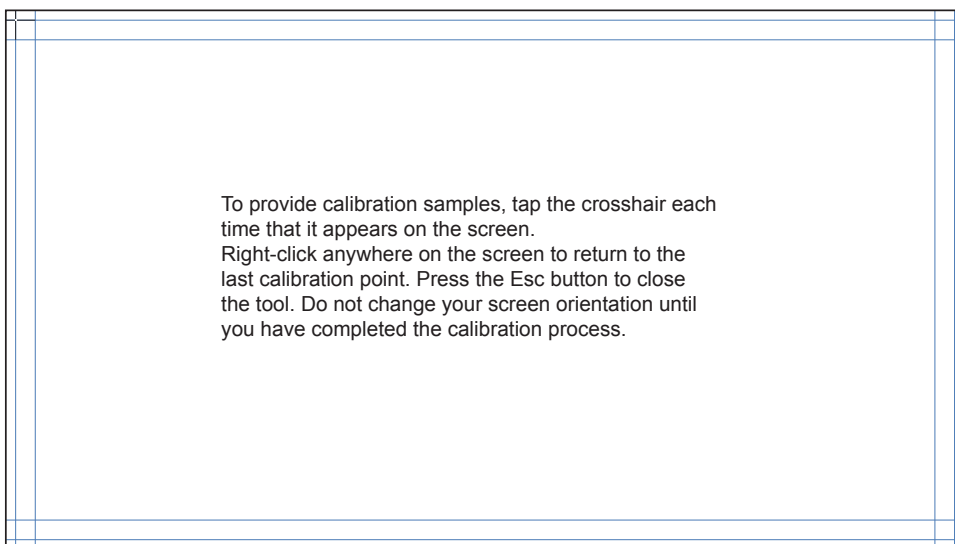 To provide calibration samples, tap the crosshair each
time that it appears on the screen.
Right-click anywhere on the screen to return to the
last calibration point. Press the Esc button to close
the tool. Do not change your screen orientation until
you have completed the calibration process.